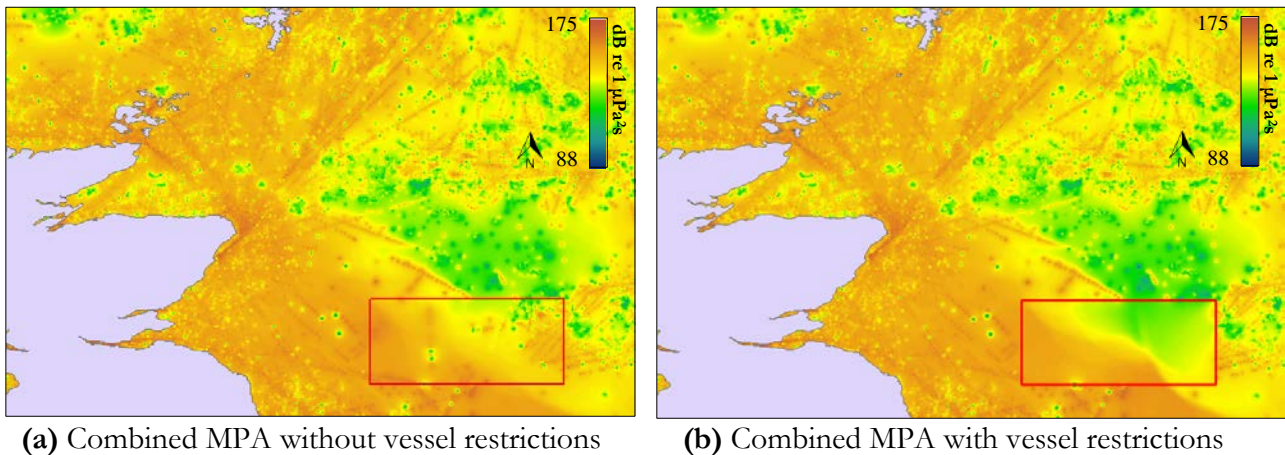 175
dB re 1 µPa²s
88
N
175
dB re 1 µPa²s
88
N
(a) Combined MPA without vessel restrictions
(b) Combined MPA with vessel restrictions